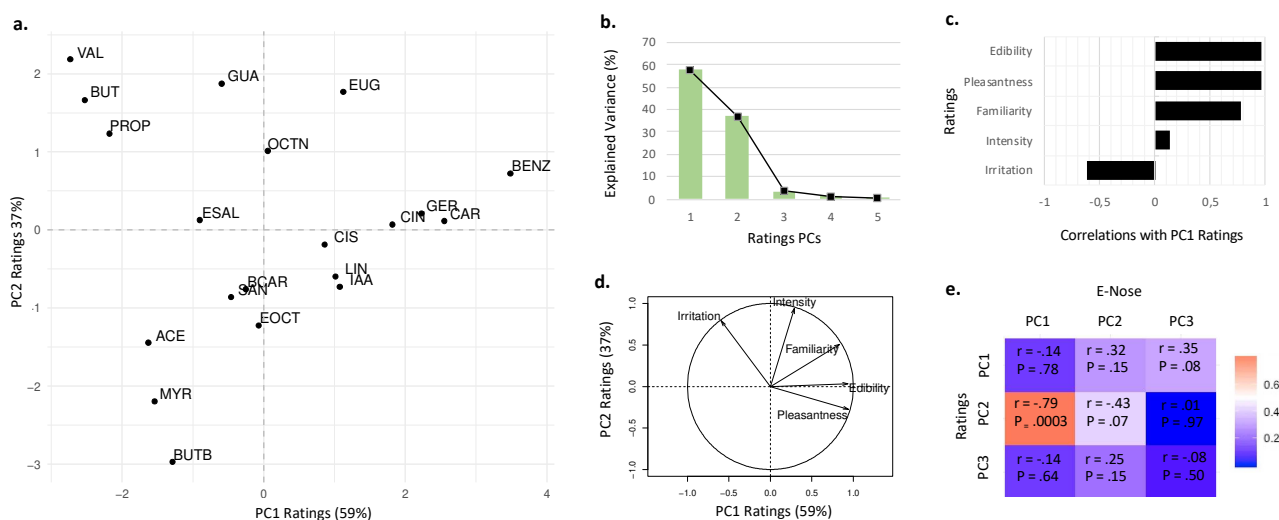 a.
PC2 Ratings 37%)
2
1
0
−1
−2
−3
VAL
BUT
PROP
GUA
EUG
OCTN
BENZ
ESAL
GER
CIN
CAR
CIS
LIN
IAA
BCAR
SAN
EOCT
ACE
MYR
BUTB
−2
0
2
4
PC1 Ratings (59%)
b.
Explained Variance (%)
70
60
50
40
30
20
10
0
1 2 3 4 5
Ratings PCs
c.
Ratings
Edibility
Pleasantness
Familiarity
Intensity
Irritation
-1 -0,5 0 0,5 1
Correlations with PC1 Ratings
d.
PC2 Ratings (37%)
1.0
0.5
0.0
−0.5
−1.0
Intensity
Irritation
Familiarity
Edibility
Pleasantness
−1.0 −0.5 0.0 0.5 1.0
PC1 Ratings (59%)
e.
E-Nose
PC1 PC2 PC3
Ratings
PC1
r = -.14 r = .32 r = .35
P = .78 P = .15 P = .08
PC2
r = -.79 r = -.43 r = .01
P = .0003 P = .07 P = .97
PC3
r = -.14 r = .25 r = -.08
P = .64 P = .15 P = .50
0.6
0.4
0.2